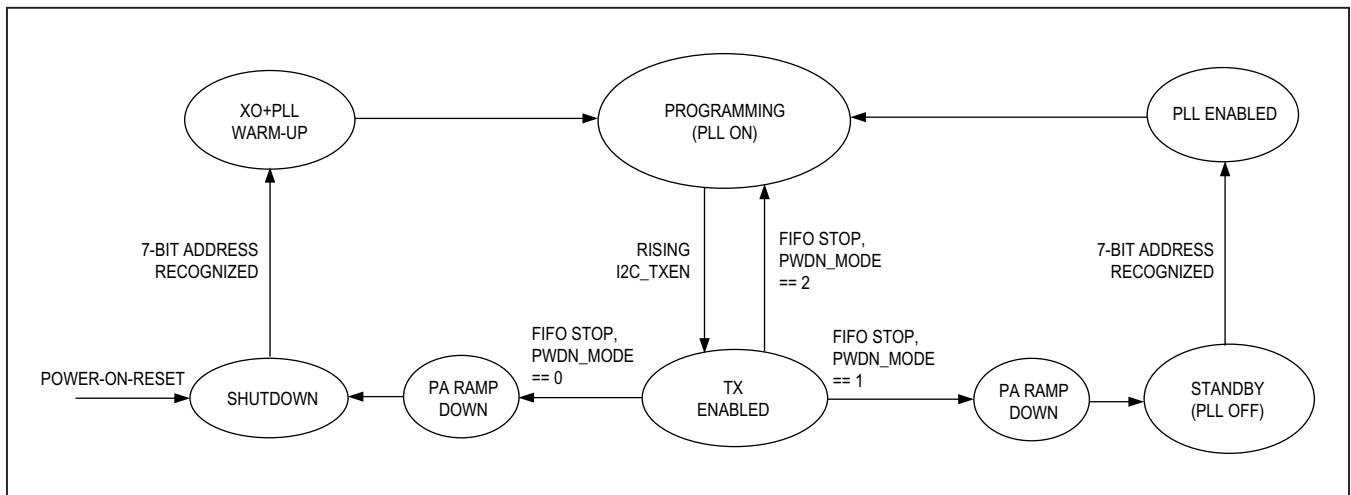 XO+PLL
WARM-UP
PROGRAMMING
(PLL ON)
PLL ENABLED
7-BIT ADDRESS
RECOGNIZED
RISING
I2C_TXEN
FIFO STOP,
PWDN_MODE
== 2
7-BIT ADDRESS
RECOGNIZED
POWER-ON-RESET
SHUTDOWN
PA RAMP
DOWN
FIFO STOP,
PWDN_MODE
== 0
TX
ENABLED
FIFO STOP,
PWDN_MODE
== 1
PA RAMP
DOWN
STANDBY
(PLL OFF)